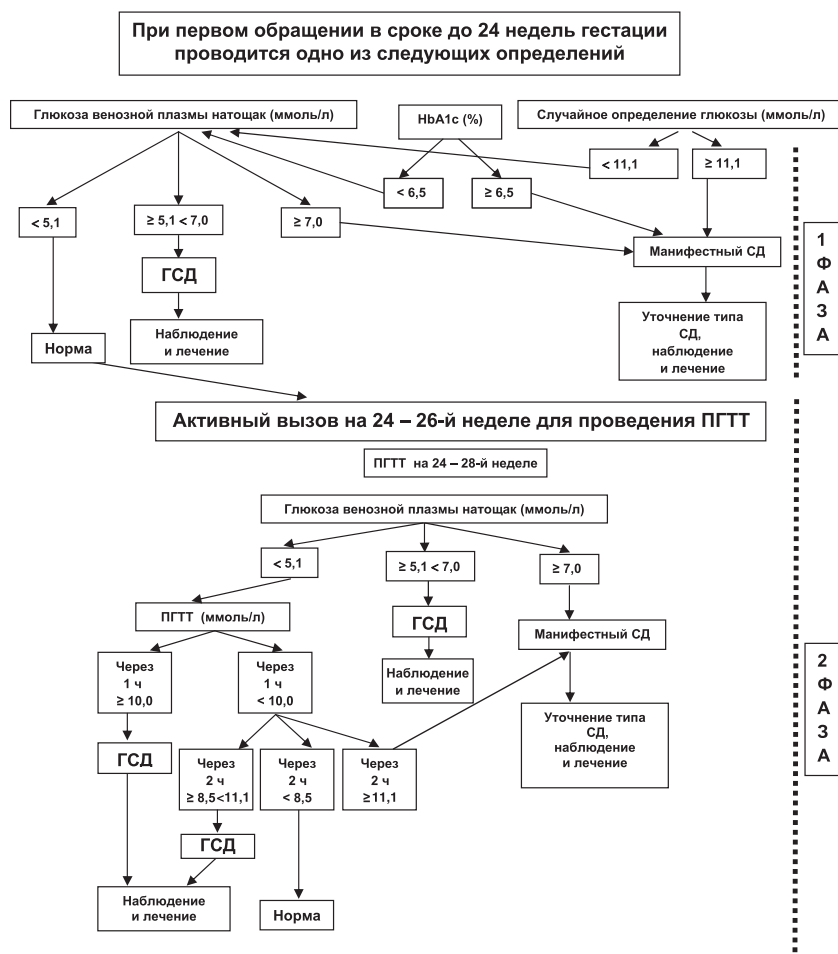 При первом обращении в сроке до 24 недель гестации
проводится одно из следующих определений
Глюкоза венозной плазмы натощак (ммоль/л)
HbA1c (%)
Случайное определение глюкозы (ммоль/л)
< 11,1
≥ 11,1
< 6,5
≥ 6,5
< 5,1
≥ 5,1 < 7,0
≥ 7,0
Манифестный СД
ГСД
Уточнение типа
СД,
наблюдение
и лечение
Норма
Наблюдение
и лечение
1
Ф
А
З
А
Активный вызов на 24 – 26-й неделе для проведения ПГТТ
ПГТТ на 24 – 28-й неделе
Глюкоза венозной плазмы натощак (ммоль/л)
< 5,1
≥ 5,1 < 7,0
≥ 7,0
ПГТТ (ммоль/л)
ГСД
Манифестный СД
Через
1 ч
≥ 10,0
Через
1 ч
< 10,0
Наблюдение
и лечение
Уточнение типа
СД,
наблюдение
и лечение
ГСД
Через
2 ч
≥ 8,5<11,1
Через
2 ч
< 8,5
Через
2 ч
≥11,1
ГСД
Наблюдение
и лечение
Норма
2
Ф
А
З
А